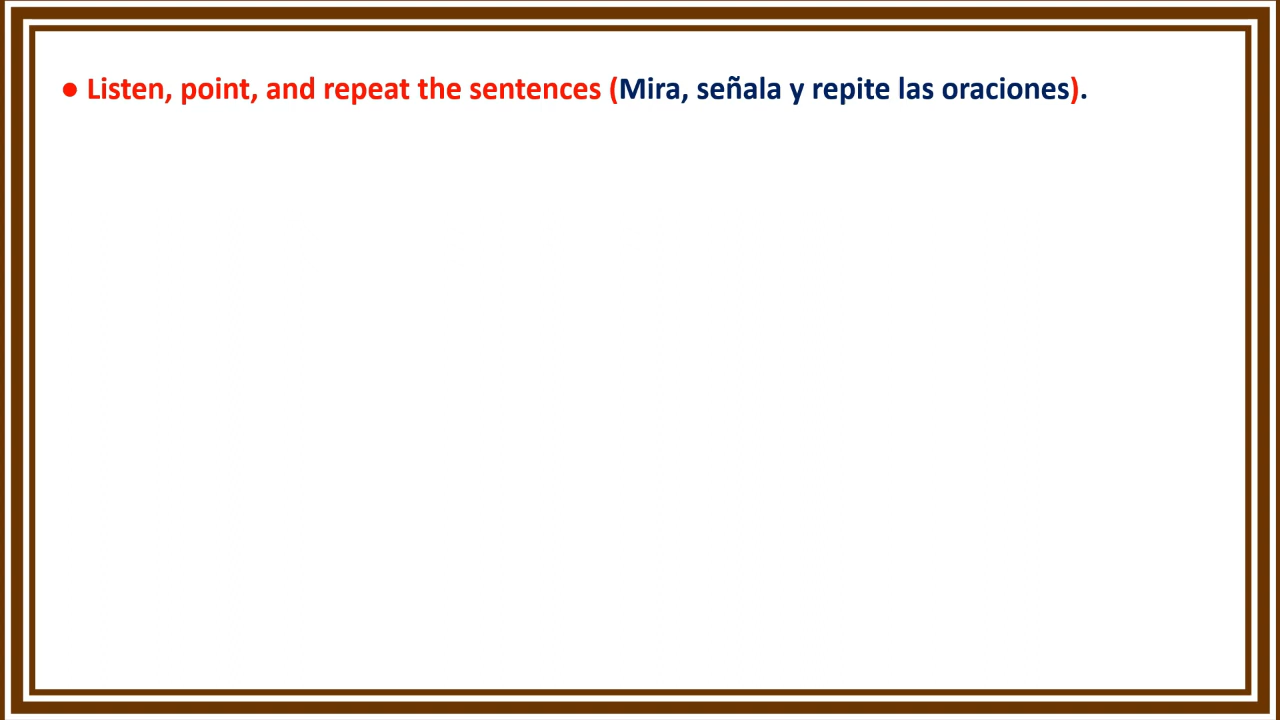 ● Listen, point, and repeat the sentences (Mira, señala y repite las oraciones).